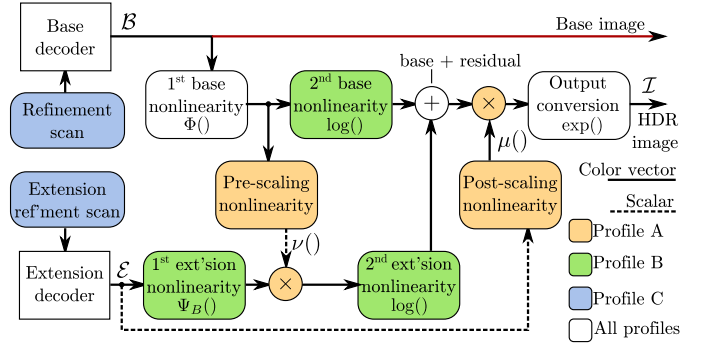 Base
decoder
ℬ
Base image
Refinement
scan
1st base
nonlinearity
Φ()
2nd base
nonlinearity
log()
base + residual
+
×
Output
conversion
exp()
ℐ
HDR
image
μ()
Extension
ref'ment scan
Pre-scaling
nonlinearity
ν()
Post-scaling
nonlinearity
Color vector
Scalar
Extension
decoder
ℰ
1st ext'sion
nonlinearity
Ψ_B()
×
2nd ext'sion
nonlinearity
log()
Profile A
Profile B
Profile C
All profiles